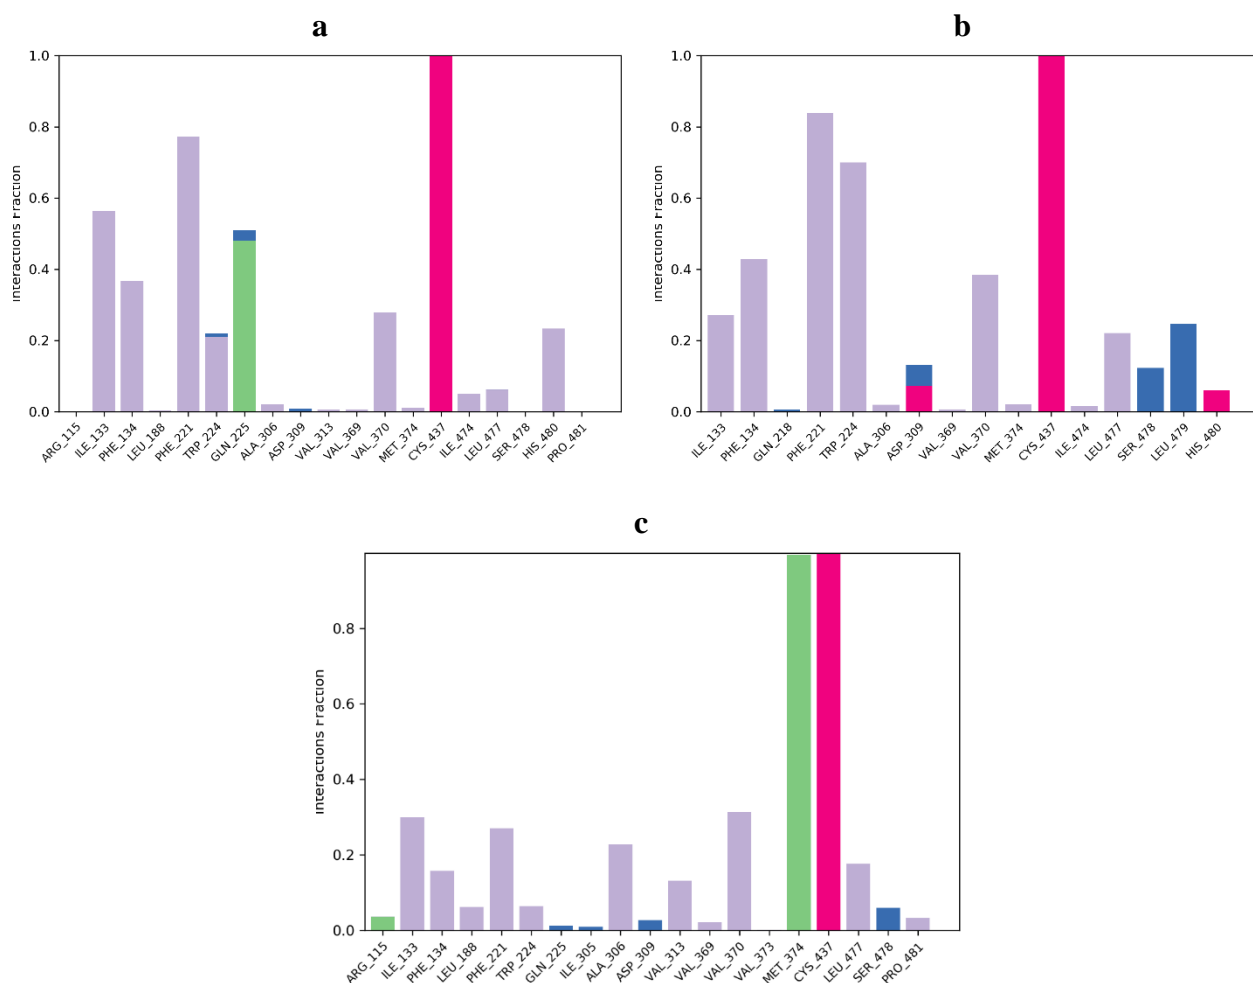 a
b
1.0
0.8
0.6
0.4
0.2
0.0
Interactions Fraction
ARG_115
ILE_133
PHE_134
LEU_188
PHE_221
TRP_224
GLN_225
ALA_306
ASP_309
VAL_313
VAL_369
VAL_370
MET_374
CYS_437
ILE_474
LEU_477
SER_478
HIS_480
PRO_481
1.0
0.8
0.6
0.4
0.2
0.0
Interactions Fraction
ILE_133
PHE_134
GLN_218
PHE_221
TRP_224
ALA_306
ASP_309
VAL_369
VAL_370
MET_374
CYS_437
ILE_474
LEU_477
SER_478
LEU_479
HIS_480
c
0.8
0.6
0.4
0.2
0.0
Interactions Fraction
ARG_115
ILE_133
PHE_134
LEU_188
PHE_221
TRP_224
GLN_225
ILE_305
ALA_306
ASP_309
VAL_313
VAL_369
VAL_370
VAL_373
MET_374
CYS_437
LEU_477
SER_478
PRO_481